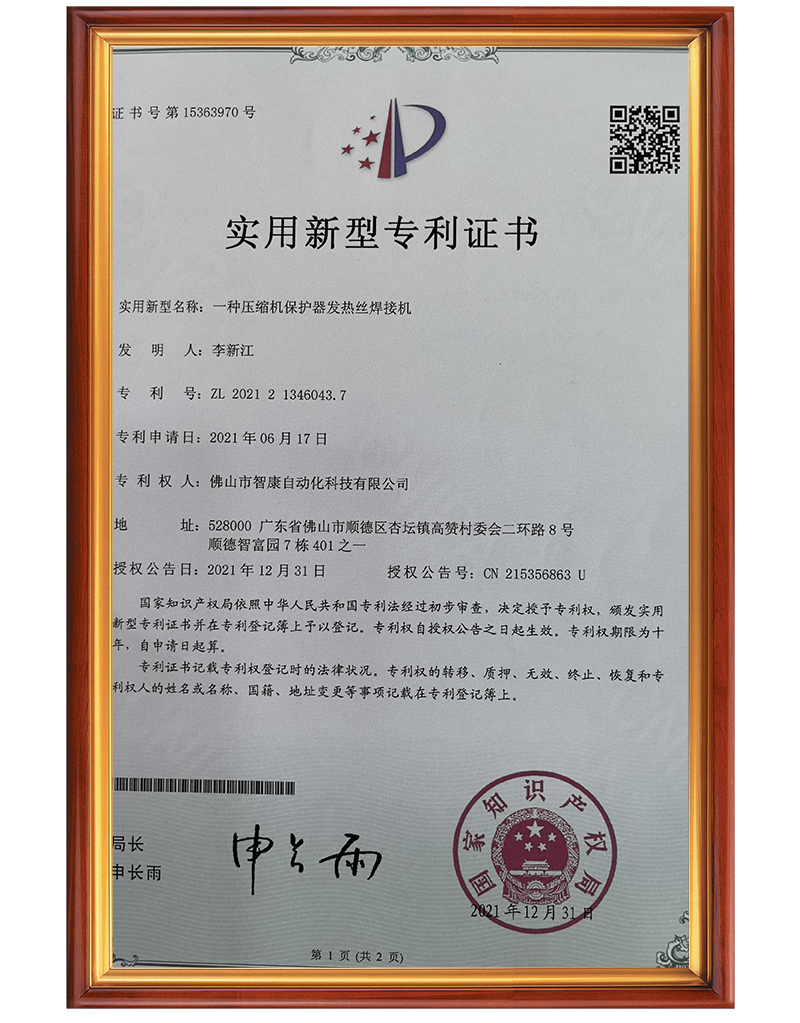 证书号第15363970号
实用新型专利证书
实用新型名称：一种压缩机保护器发热丝焊接机
发 明 人：李新江
专 利 号：ZL 2021 2 1346043.7
专利申请日：2021年06月17日
专 利 权 人：佛山市智康自动化科技有限公司
地 址：528000 广东省佛山市顺德区杏坛镇高赞村委会二环路8号
顺德智富园7栋401之一
授权公告日：2021年12月31日 授权公告号：CN 215356863 U
国家知识产权局依照中华人民共和国专利法经过初步审查，决定授予专利权，颁发实用
新型专利证书并在专利登记簿上予以登记。专利权自授权公告之日起生效。专利权期限为十
年，自申请日起算。
专利证书记载专利权登记时的法律状况。专利权的转移、质押、无效、终止、恢复和专
利权人的姓名或名称、国籍、地址变更等事项记载在专利登记簿上。
局长
申长雨
申长雨
国家知识产权局
2021年12月31日
第 1 页 (共 2 页)